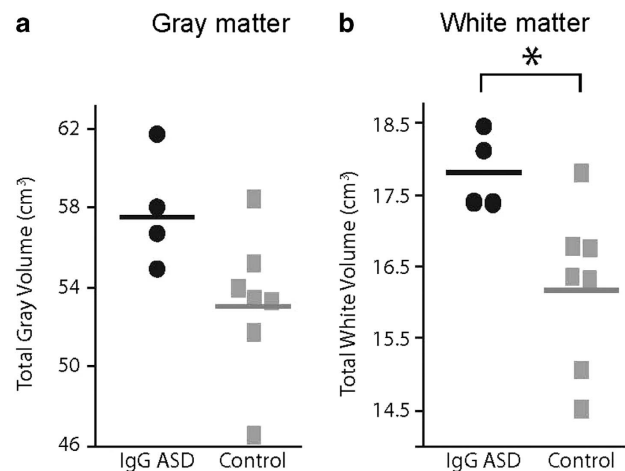 a Gray matter
Total Gray Volume (cm³)
62
58
54
50
46
IgG ASD Control
b White matter
*
Total White Volume (cm³)
18.5
17.5
16.5
15.5
14.5
IgG ASD Control